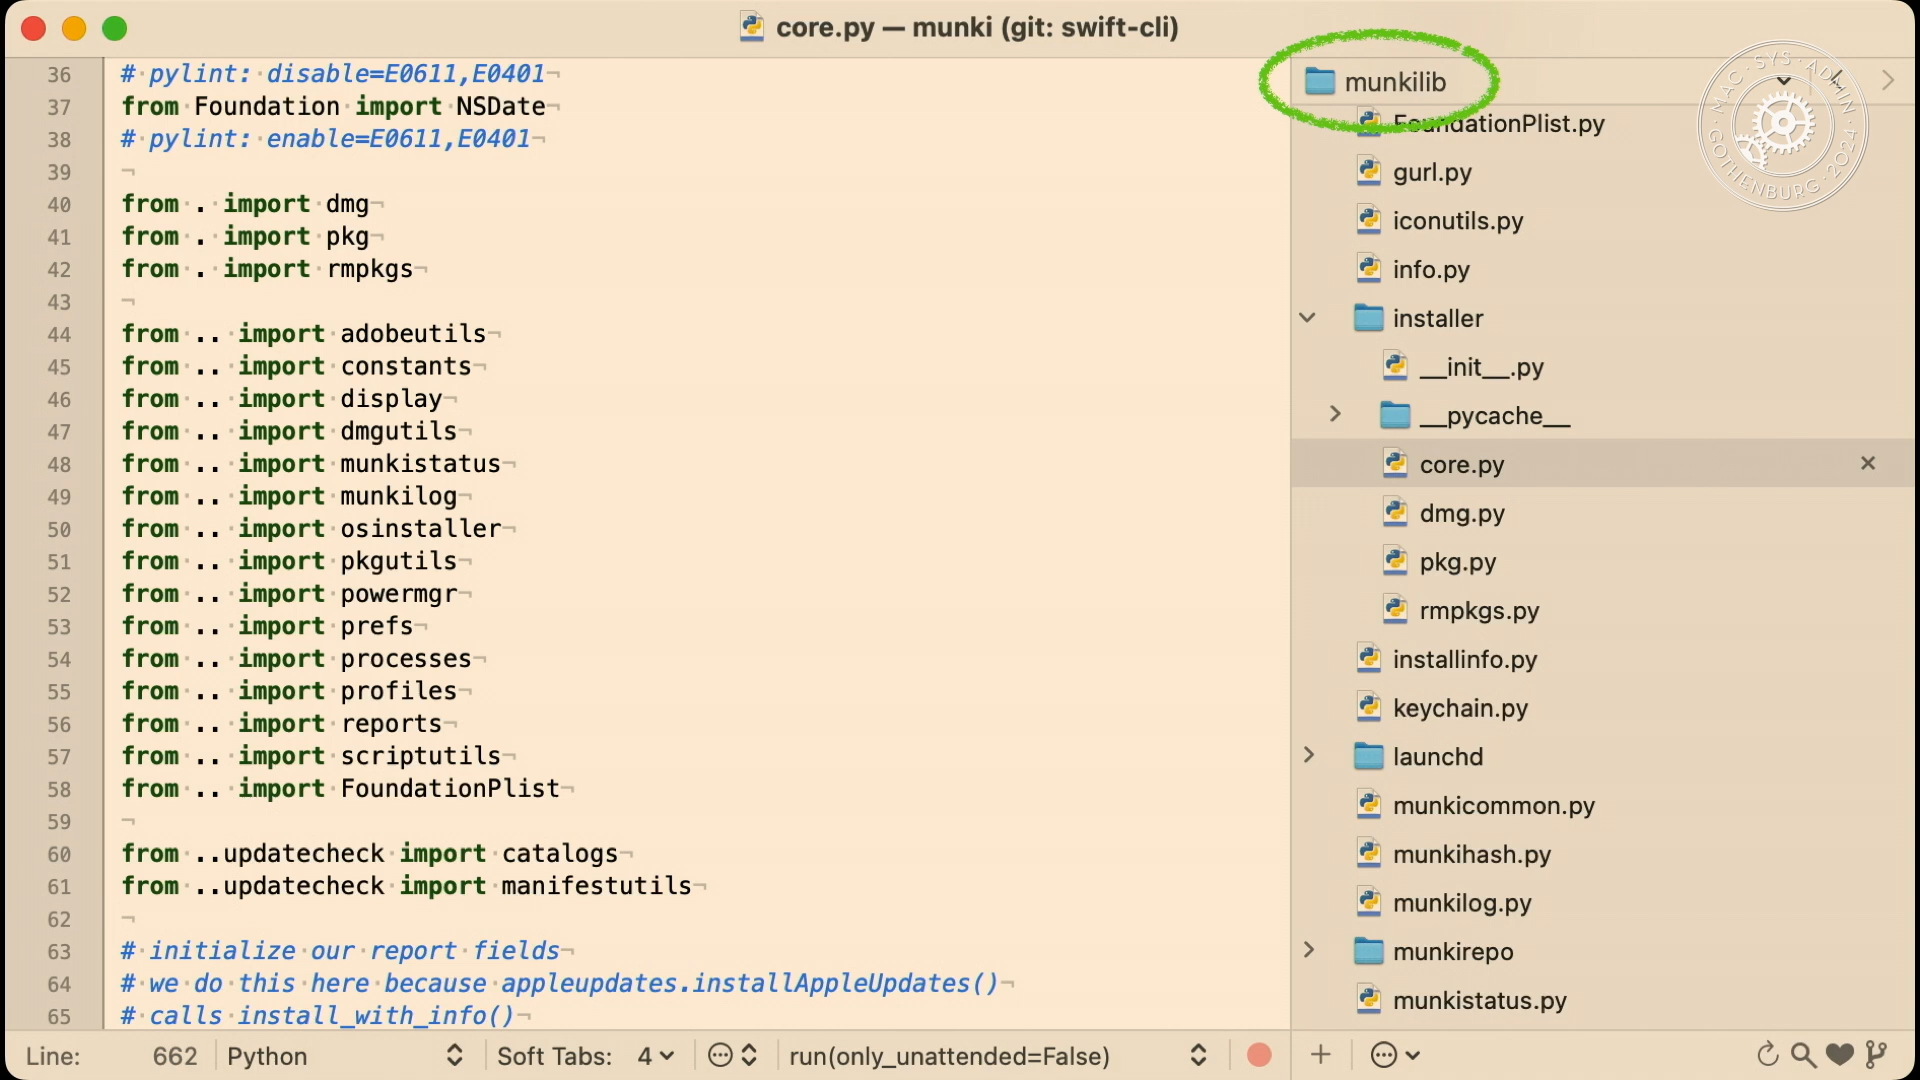 core.py — munki (git: swift-cli)
36 # pylint: disable=E0611,E0401
37 from Foundation import NSDate
38 # pylint: enable=E0611,E0401
39
40 from . import dmg
41 from . import pkg
42 from . import rmpkgs
43
44 from .. import adobeutils
45 from .. import constants
46 from .. import display
47 from .. import dmgutils
48 from .. import munkistatus
49 from .. import munkilog
50 from .. import osinstaller
51 from .. import pkgutils
52 from .. import powermgr
53 from .. import prefs
54 from .. import processes
55 from .. import profiles
56 from .. import reports
57 from .. import scriptutils
58 from .. import FoundationPlist
59
60 from ..updatecheck import catalogs
61 from ..updatecheck import manifestutils
62
63 # initialize our report fields
64 # we do this here because appleupdates.installAppleUpdates()
65 # calls install_with_info()
munkilib
FoundationPlist.py
gurl.py
iconutils.py
info.py
installer
__init__.py
__pycache__
core.py
dmg.py
pkg.py
rmpkgs.py
installinfo.py
keychain.py
launchd
munkicommon.py
munkihash.py
munkilog.py
munkirepo
munkistatus.py
MAC·SYS·ADMIN
GOTHENBURG·2024
Line: 662 Python Soft Tabs: 4 run(only_unattended=False)